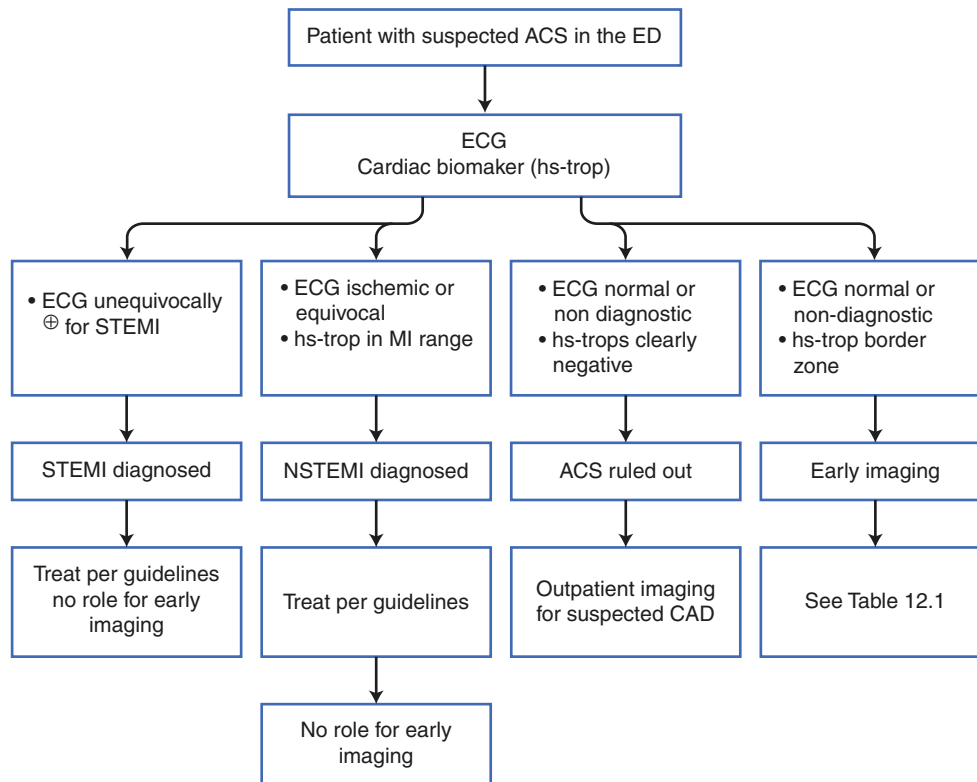 Patient with suspected ACS in the ED
ECG
Cardiac biomaker (hs-trop)
• ECG unequivocally
⊕ for STEMI
• ECG ischemic or
equivocal
• hs-trop in MI range
• ECG normal or
non diagnostic
• hs-trops clearly
negative
• ECG normal or
non-diagnostic
• hs-trop border
zone
STEMI diagnosed
NSTEMI diagnosed
ACS ruled out
Early imaging
Treat per guidelines
no role for early
imaging
Treat per guidelines
Outpatient imaging
for suspected CAD
See Table 12.1
No role for early
imaging